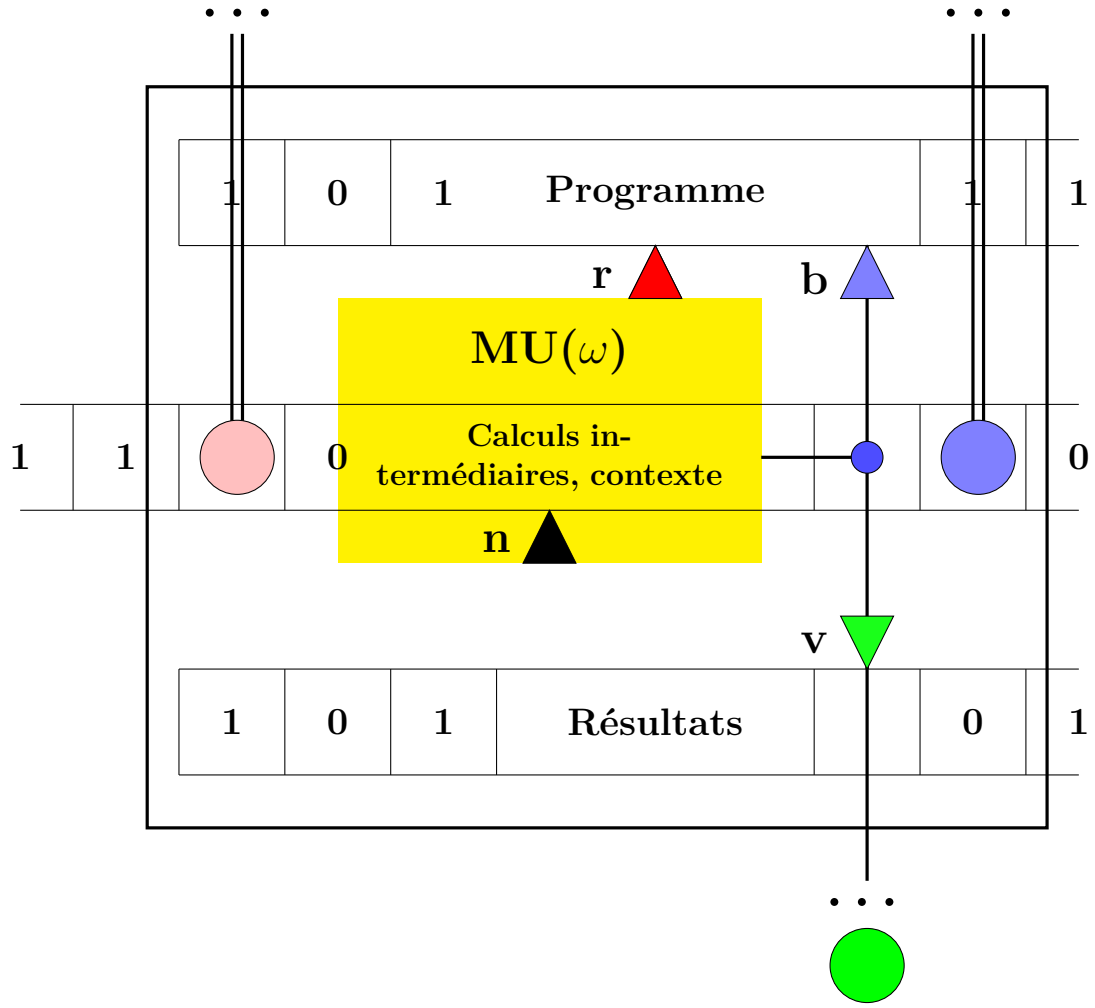 • • • • • •
1 0 1 Programme 1 1
r b
MU(ω)
1 1 0 Calculs in- 0
termédiaires, contexte
n
v
1 0 1 Résultats 0 1
• • •